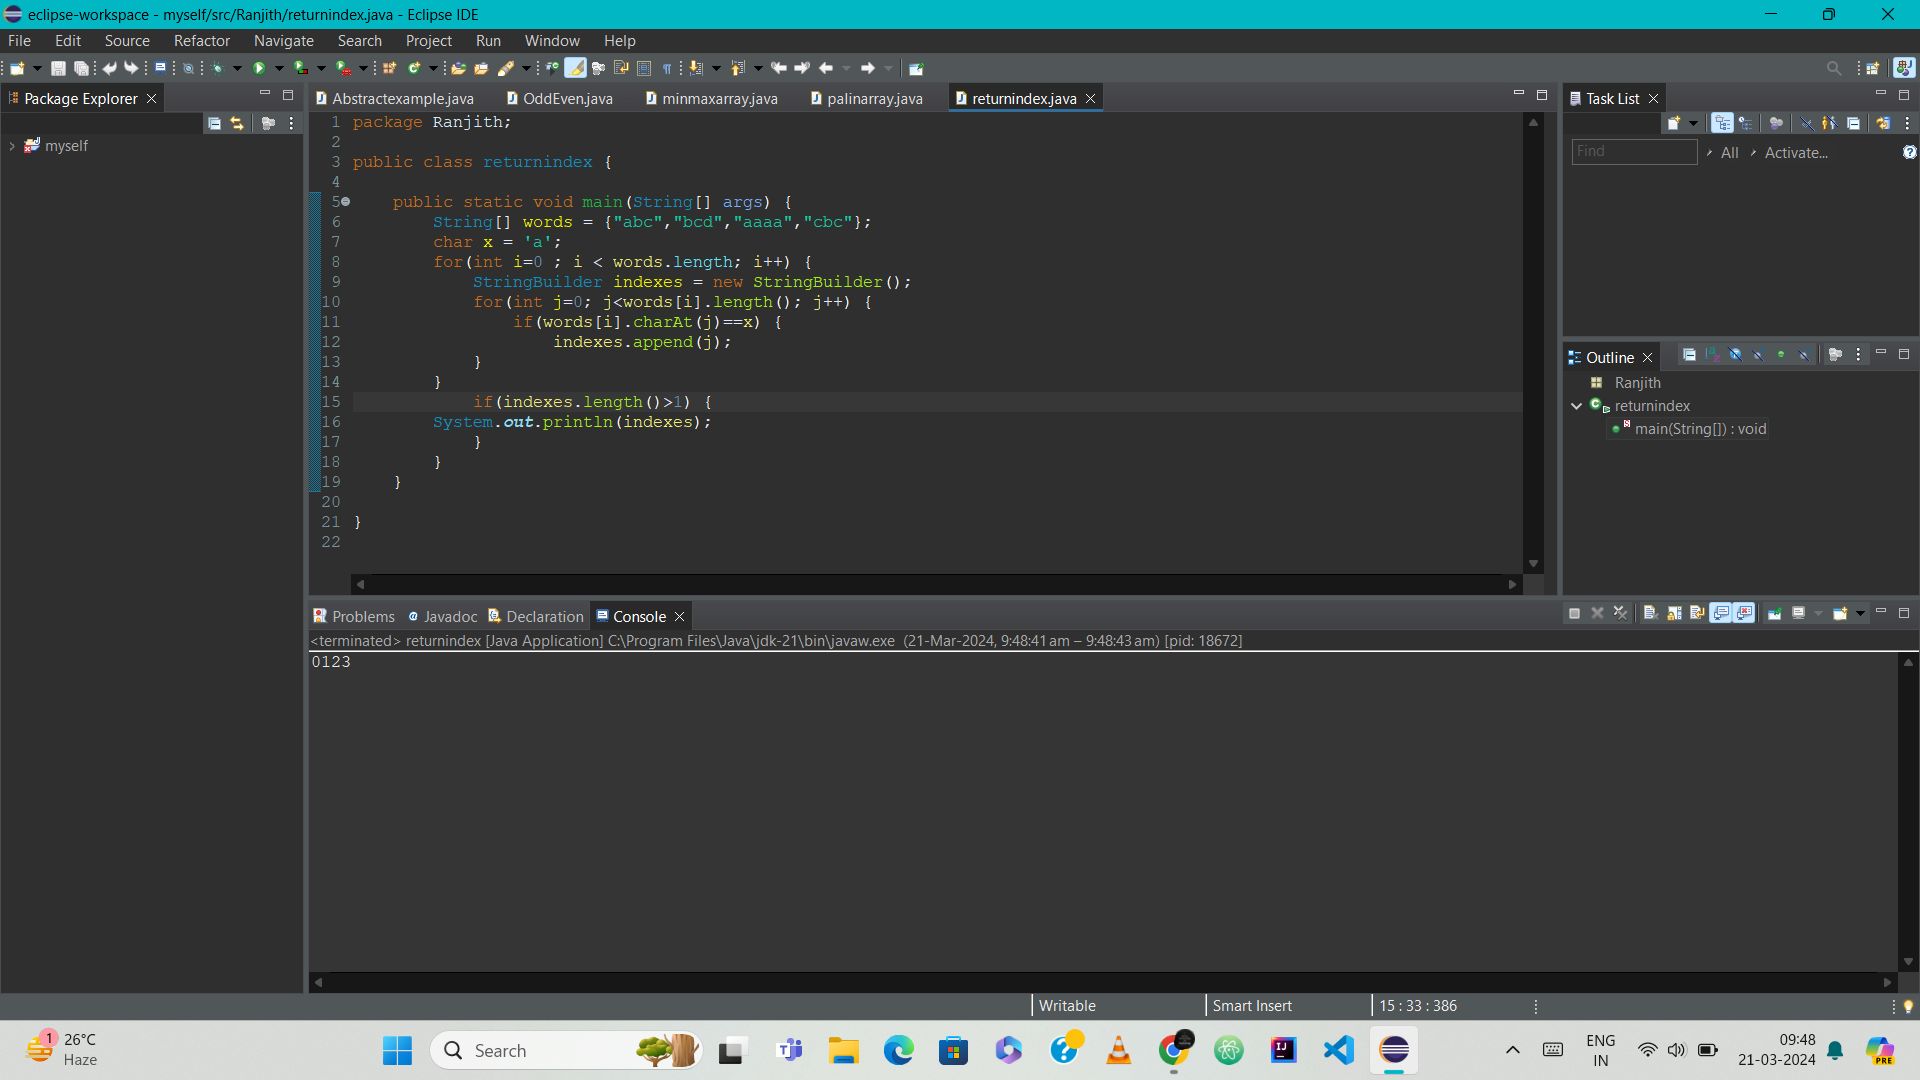 eclipse-workspace - myself/src/Ranjith/returnindex.java - Eclipse IDE
File Edit Source Refactor Navigate Search Project Run Window Help
Package Explorer
myself
Abstractexample.java OddEven.java minmaxarray.java palinarray.java returnindex.java
1 package Ranjith;
2
3 public class returnindex {
4
5     public static void main(String[] args) {
6         String[] words = {"abc","bcd","aaaa","cbc"};
7         char x = 'a';
8         for(int i=0 ; i < words.length; i++) {
9             StringBuilder indexes = new StringBuilder();
10             for(int j=0; j<words[i].length(); j++) {
11                 if(words[i].charAt(j)==x) {
12                     indexes.append(j);
13             }
14         }
15             if(indexes.length()>1) {
16         System.out.println(indexes);
17             }
18         }
19     }
20
21 }
22
Task List
Find All Activate...
Outline
Ranjith
returnindex
main(String[]) : void
Problems Javadoc Declaration Console
<terminated> returnindex [Java Application] C:\Program Files\Java\jdk-21\bin\javaw.exe (21-Mar-2024, 9:48:41 am – 9:48:43 am) [pid: 18672]
0123
Writable Smart Insert 15 : 33 : 386
1
26°C
Haze
Search
ENG
IN
09:48
21-03-2024
PRE